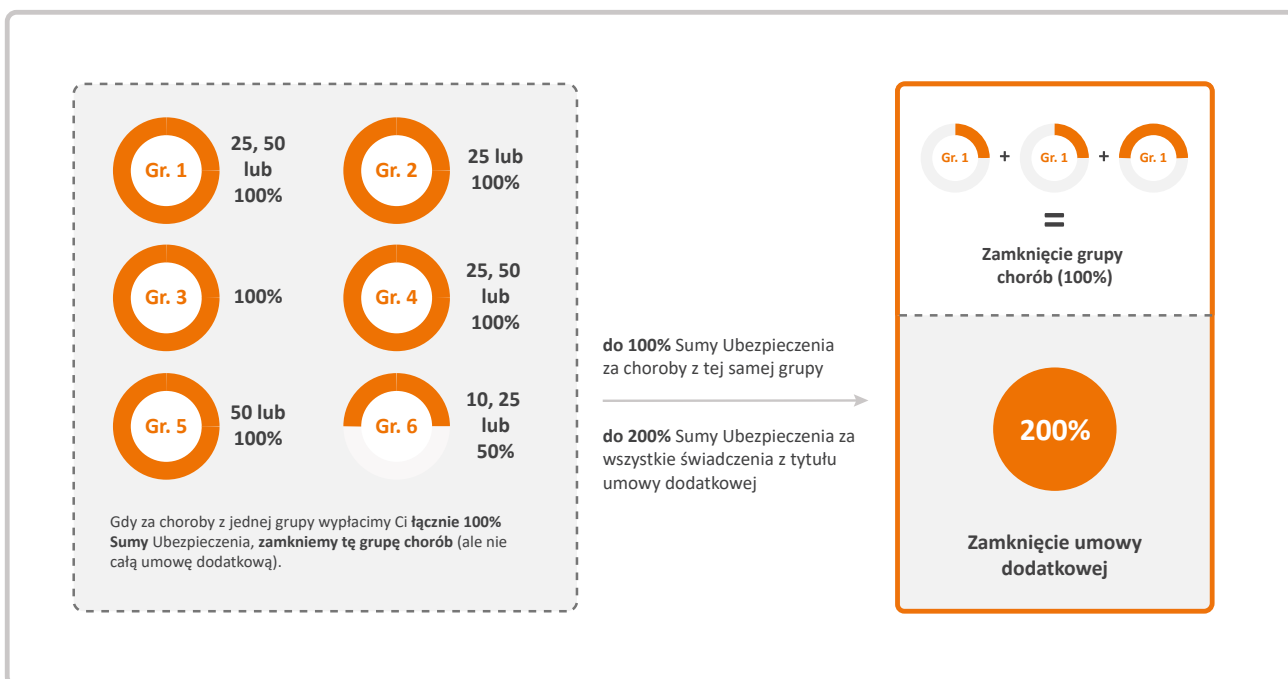 Gr. 1
25, 50
lub
100%
Gr. 2
25 lub
100%
Gr. 3
100%
Gr. 4
25, 50
lub
100%
Gr. 5
50 lub
100%
Gr. 6
10, 25
lub
50%
Gdy za choroby z jednej grupy wypłacimy Ci łącznie 100%
Sumy Ubezpieczenia, zamkniemy tę grupę chorób (ale nie
całą umowę dodatkową).
do 100% Sumy Ubezpieczenia
za choroby z tej samej grupy
do 200% Sumy Ubezpieczenia za
wszystkie świadczenia z tytułu
umowy dodatkowej
Gr. 1 + Gr. 1 + Gr. 1
=
Zamknięcie grupy
chorób (100%)
200%
Zamknięcie umowy
dodatkowej